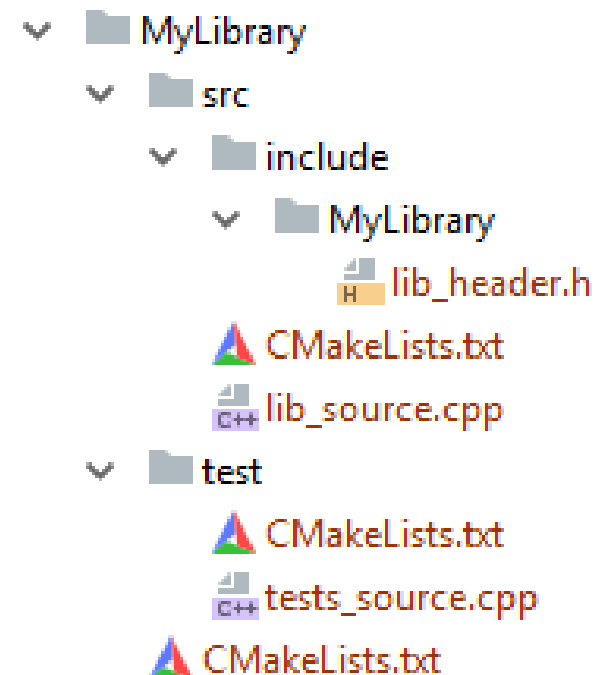 MyLibrary
src
include
MyLibrary
H lib_header.h
CMakeLists.txt
C++ lib_source.cpp
test
CMakeLists.txt
C++ tests_source.cpp
CMakeLists.txt